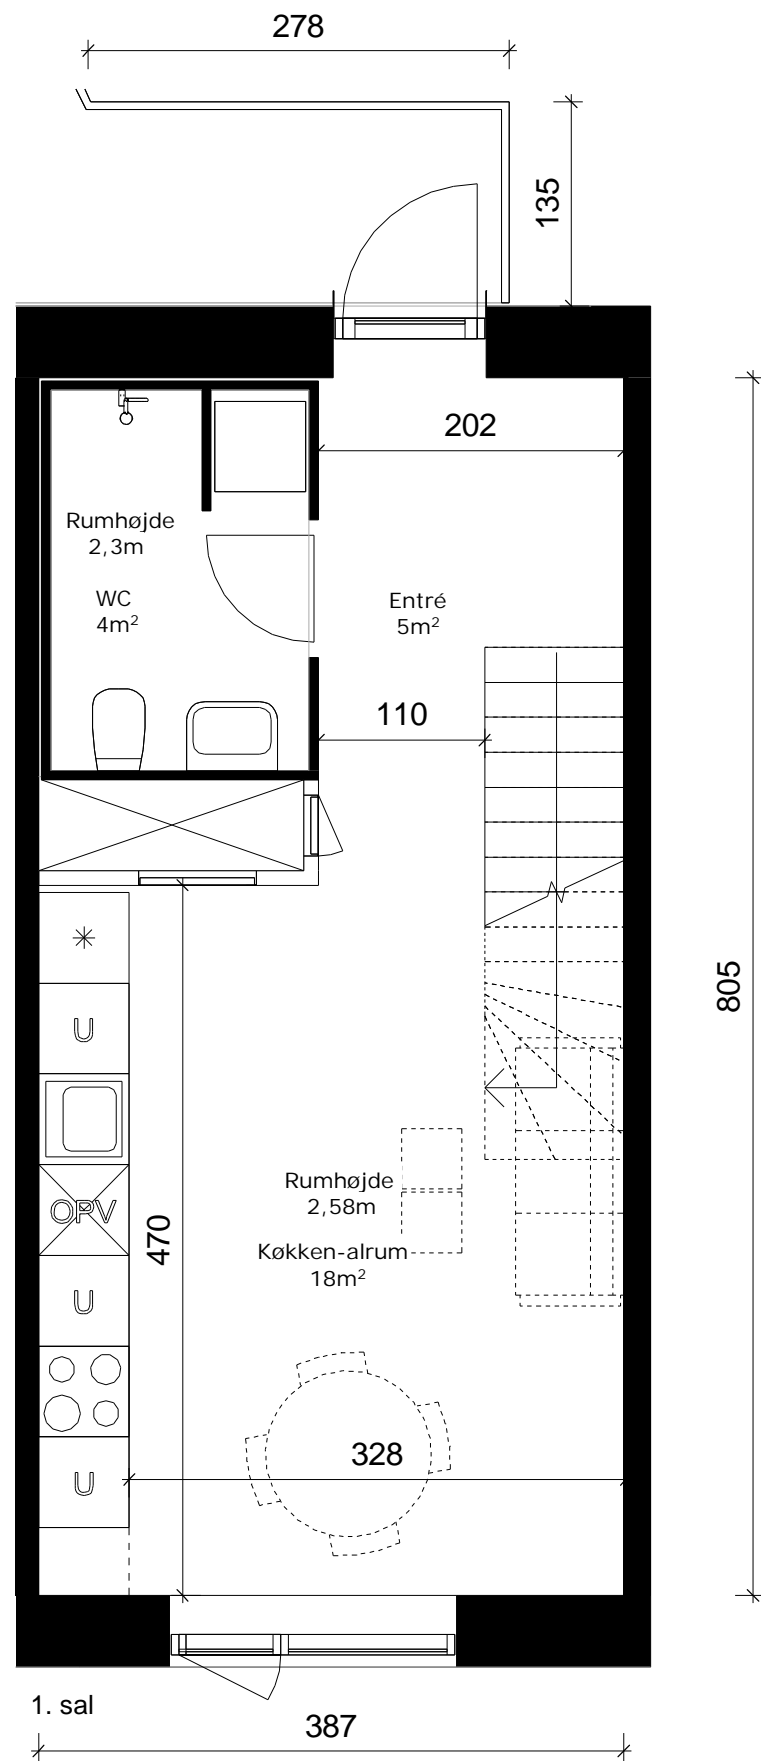 278
135
202
Rumhøjde
2,3m
WC
4m²
Entré
5m²
110
U
805
OPV
Rumhøjde
2,58m
470
Køkken-alrum
18m²
U
328
U
1. sal
387